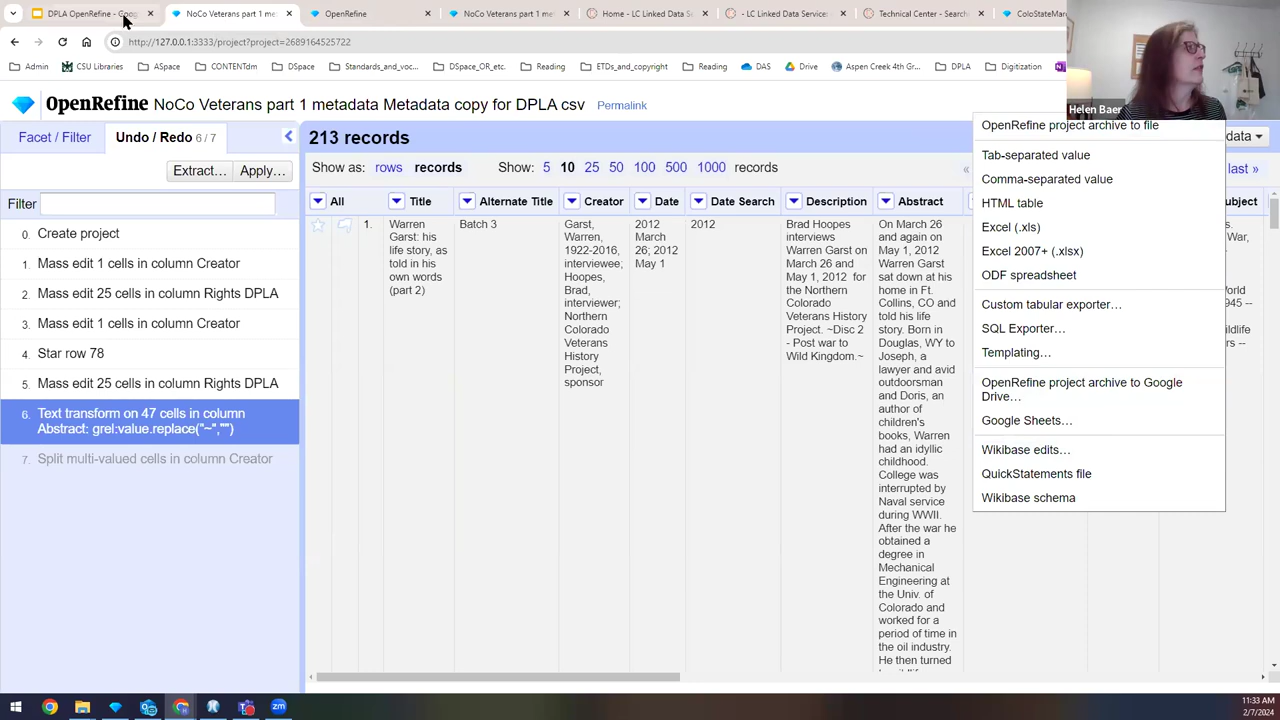 DPLA OpenRefine - Goog
NoCo Veterans part 1 me
OpenRefine
NoCo Veterans part 1 me
Home - LC Linked Data Se
- LC Linked Data Services
Technical Center - Search
ColoStateMar
http://127.0.0.1:3333/project?project=2689164525722
Admin
CSU Libraries
ASpace
CONTENTdm
DSpace
Standards_and_voc...
DSpace_OR_etc.
Reading
ETDs_and_copyright
Reading
DAS
Drive
Aspen Creek 4th Gr...
DPLA
Digitization
Helen Baer
OpenRefine NoCo Veterans part 1 metadata Metadata copy for DPLA csv Permalink
Facet / Filter
Undo / Redo 6 / 7
213 records
Extract... Apply...
Show as: rows records Show: 5 10 25 50 100 500 1000 records
« 
last »
Filter
0. Create project
1. Mass edit 1 cells in column Creator
2. Mass edit 25 cells in column Rights DPLA
3. Mass edit 1 cells in column Creator
4. Star row 78
5. Mass edit 25 cells in column Rights DPLA
6. Text transform on 47 cells in column
Abstract: grel:value.replace("~","")
7. Split multi-valued cells in column Creator
All Title Alternate Title Creator Date Date Search Description Abstract
ubject
1.
Warren
Garst: his
life story, as
told in his
own words
(part 2)
Batch 3
Garst,
Warren,
1922-2016,
interviewee;
Hoopes,
Brad,
interviewer;
Northern
Colorado
Veterans
History
Project,
sponsor
2012
March
26; 2012
May 1
2012
Brad Hoopes
interviews
Warren Garst on
March 26 and
May 1, 2012 for
the Northern
Colorado
Veterans History
Project. ~Disc 2
- Post war to
Wild Kingdom.~
On March 26
and again on
May 1, 2012
Warren Garst
sat down at his
home in Ft.
Collins, CO and
told his life
story. Born in
Douglas, WY to
Joseph, a
lawyer and avid
outdoorsman
and Doris, an
author of
children's
books, Warren
had an idyllic
childhood.
College was
interrupted by
Naval service
during WWII.
After the war he
obtained a
degree in
Mechanical
Engineering at
the Univ. of
Colorado and
worked for a
period of time in
the oil industry.
He then turned
OpenRefine project archive to file
Tab-separated value
Comma-separated value
HTML table
Excel (.xls)
Excel 2007+ (.xlsx)
ODF spreadsheet
Custom tabular exporter...
SQL Exporter...
Templating...
OpenRefine project archive to Google
Drive...
Google Sheets...
Wikibase edits...
QuickStatements file
Wikibase schema
data
War,
orld
945 --
ildlife
rs --
11:33 AM
2/7/2024